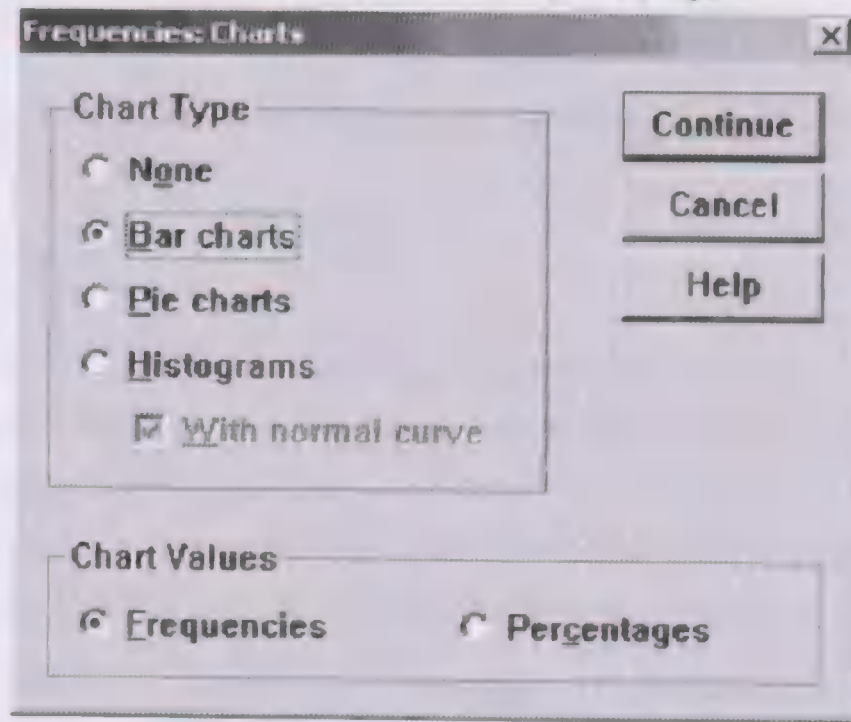 Frequencies: Charts
Chart Type
None
Bar charts
Pie charts
Histograms
With normal curve
Continue
Cancel
Help
Chart Values
Frequencies
Percentages